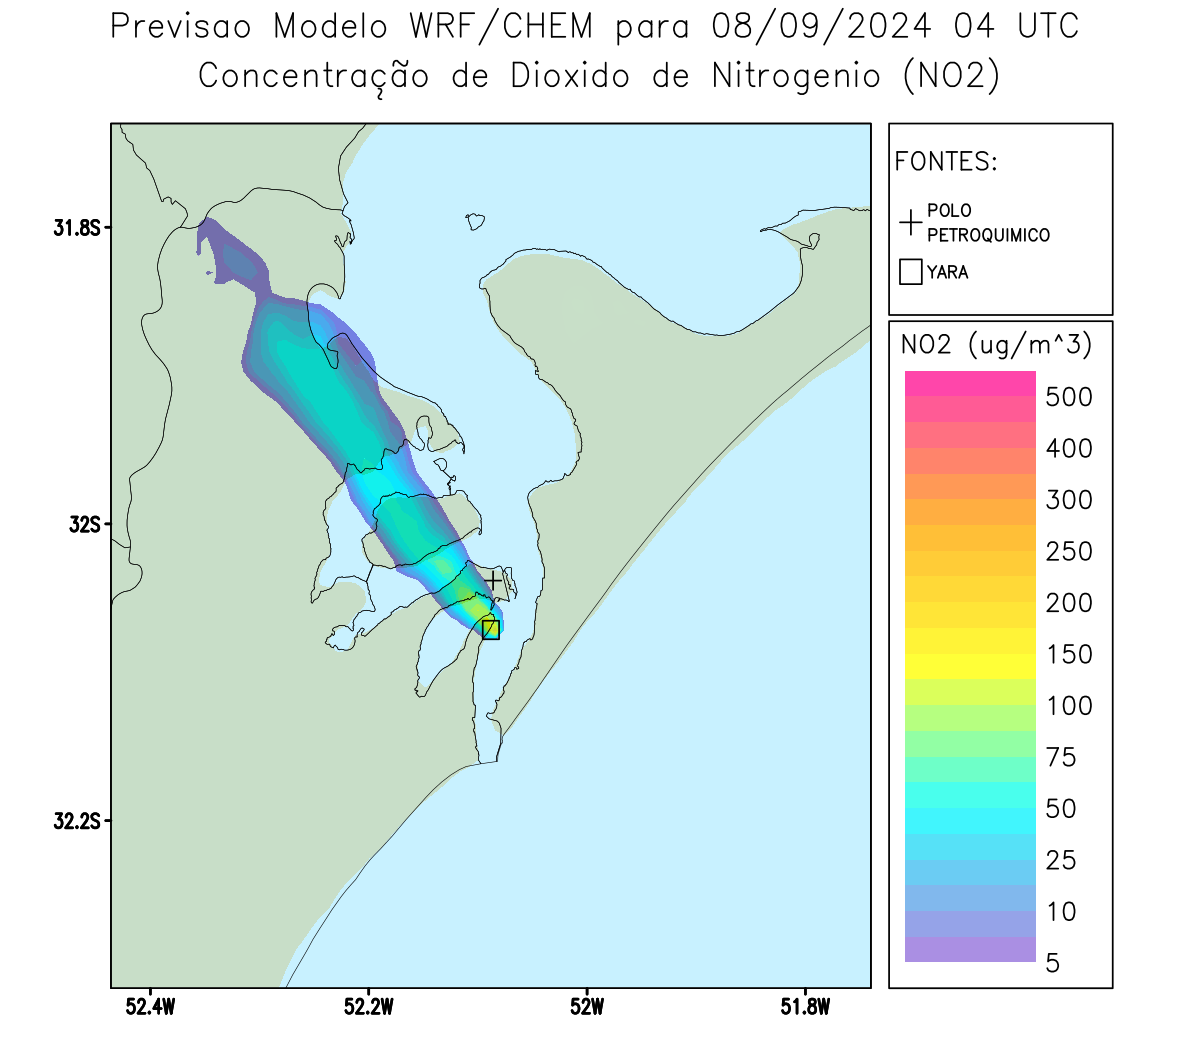 Previsao Modelo WRF/CHEM para 08/09/2024 04 UTC
Concentração de Dioxido de Nitrogenio (NO2)
FONTES:
POLO
PETROQUIMICO
YARA
NO2 (ug/m^3)
500
400
300
250
200
150
100
75
50
25
10
5
31.8S
32S
32.2S
52.4W
52.2W
52W
51.8W